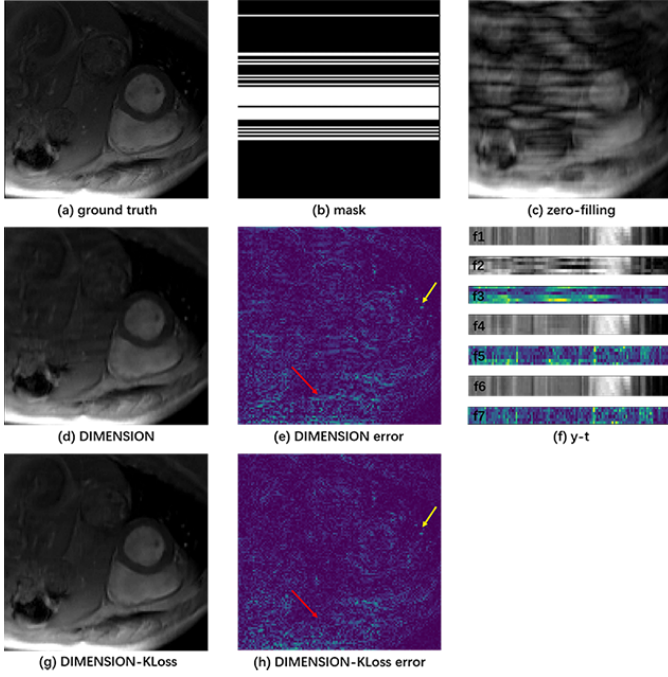 (a) ground truth
(b) mask
(c) zero-filling
f1
f2
f3
f4
f5
f6
f7
(d) DIMENSION
(e) DIMENSION error
(f) y-t
(g) DIMENSION-KLoss
(h) DIMENSION-KLoss error